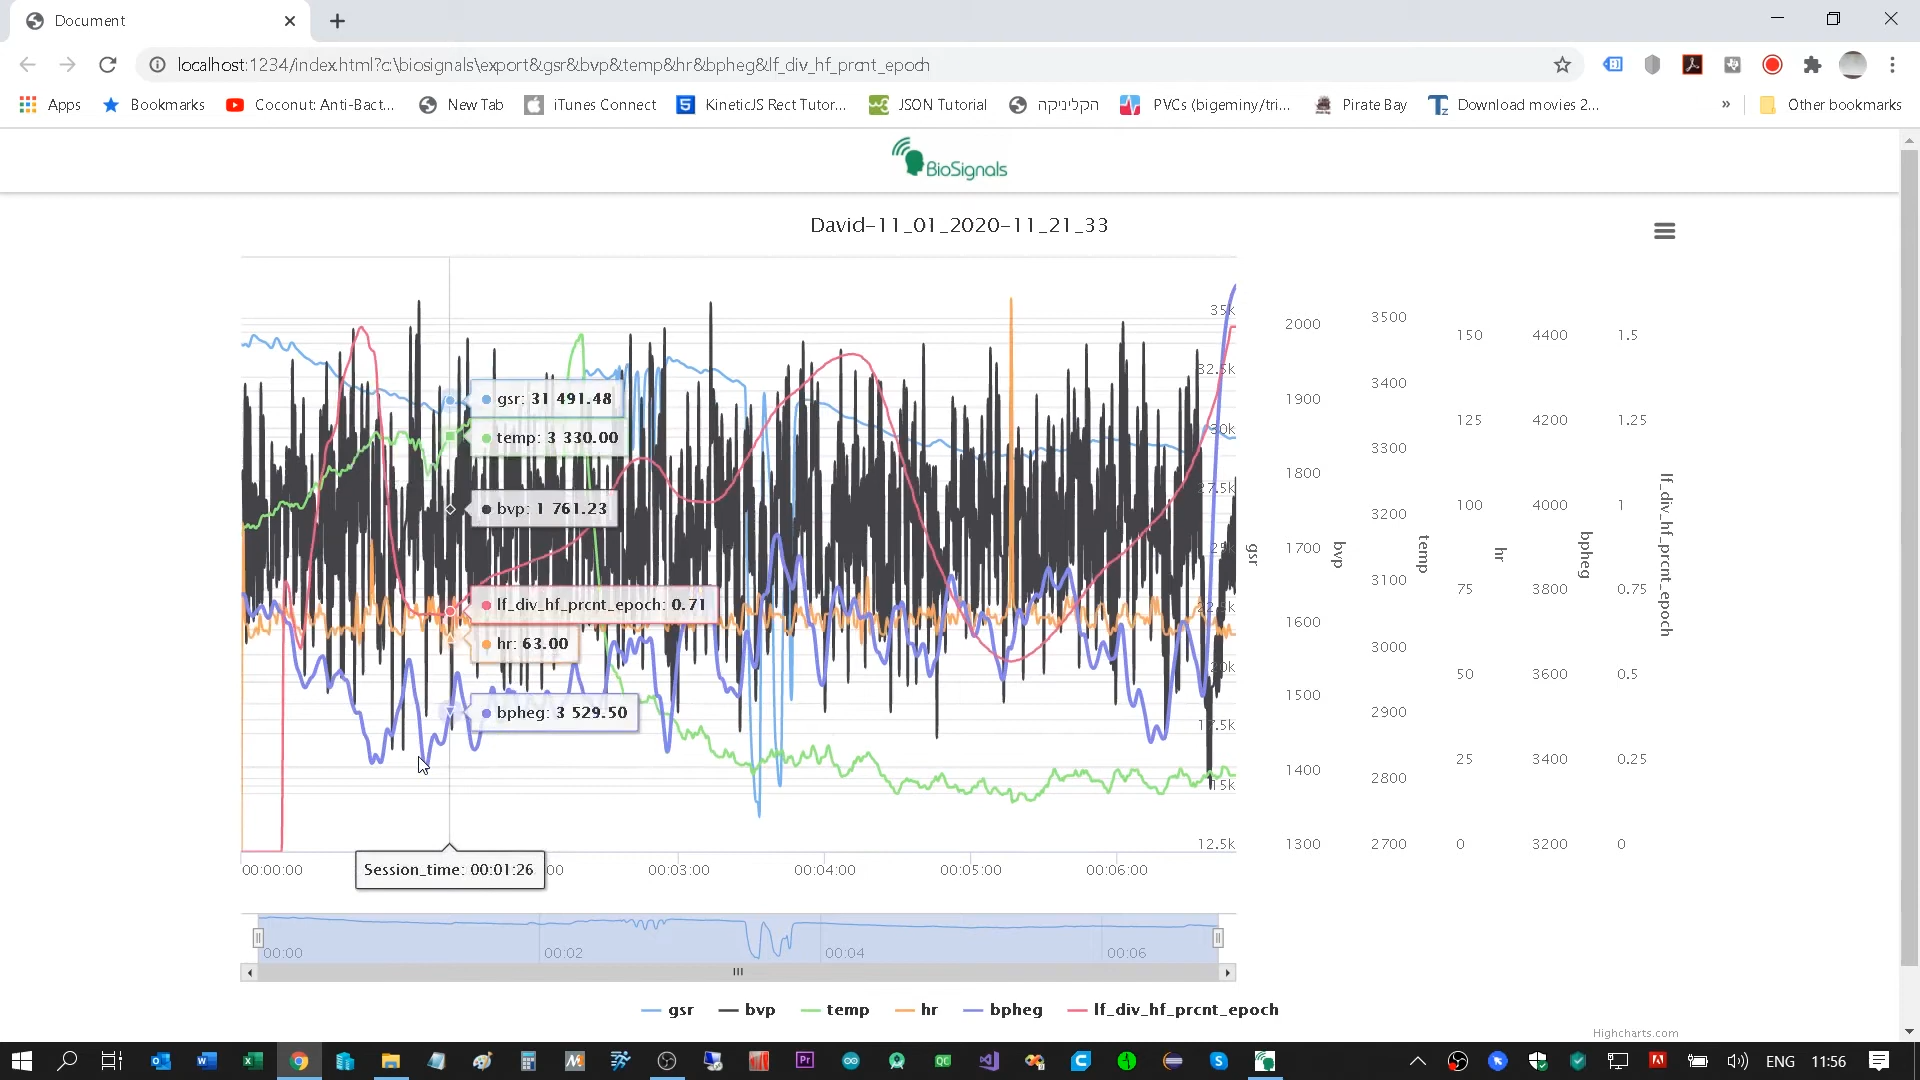 Document
localhost:1234/index.html?c:\biosignals\export&gsr&bvp&temp&hr&bpheg&lf_div_hf_prcnt_epoch
Apps Bookmarks Coconut: Anti-Bact... New Tab iTunes Connect KineticJS Rect Tutor... JSON Tutorial הקליניקה PVCs (bigeminy/tri... Pirate Bay Download movies 2... » Other bookmarks
BioSignals
David-11_01_2020-11_21_33
35k 32.5k 30k 27.5k 25k 22.5k 20k 17.5k 15k 12.5k
gsr
2000 1900 1800 1700 1600 1500 1400 1300
bvp
3500 3400 3300 3200 3100 3000 2900 2800 2700
temp
150 125 100 75 50 25 0
hr
4400 4200 4000 3800 3600 3400 3200
bpheg
1.5 1.25 1 0.75 0.5 0.25 0
lf_div_hf_prcnt_epoch
gsr: 31 491.48
temp: 3 330.00
bvp: 1 761.23
lf_div_hf_prcnt_epoch: 0.71
hr: 63.00
bpheg: 3 529.50
Session_time: 00:01:26
00:00:00 :00 00:03:00 00:04:00 00:05:00 00:06:00
00:00 00:02 00:04 00:06
gsr bvp temp hr bpheg lf_div_hf_prcnt_epoch
Highcharts.com
ENG 11:56